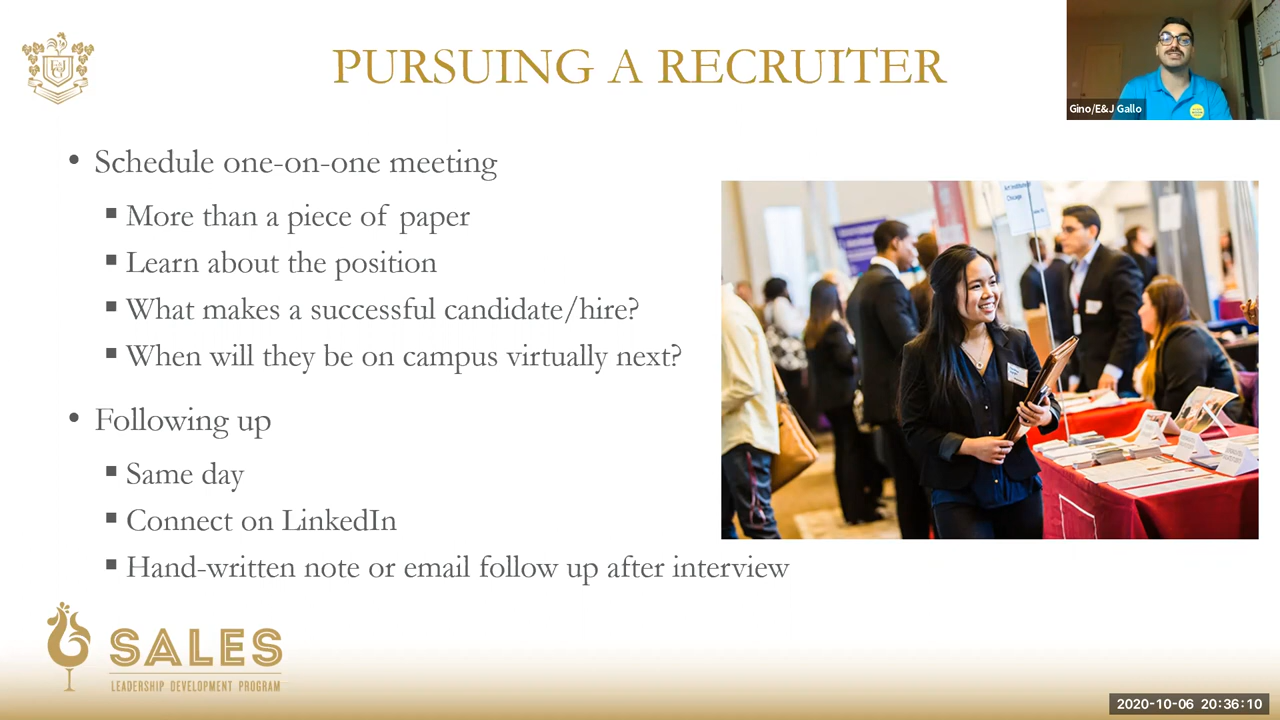 PURSUING A RECRUITER
Gino/E&J Gallo
• Schedule one-on-one meeting
▪ More than a piece of paper
▪ Learn about the position
▪ What makes a successful candidate/hire?
▪ When will they be on campus virtually next?
• Following up
▪ Same day
▪ Connect on LinkedIn
▪ Hand-written note or email follow up after interview
SALES
LEADERSHIP DEVELOPMENT PROGRAM
2020-10-06 20:36:10